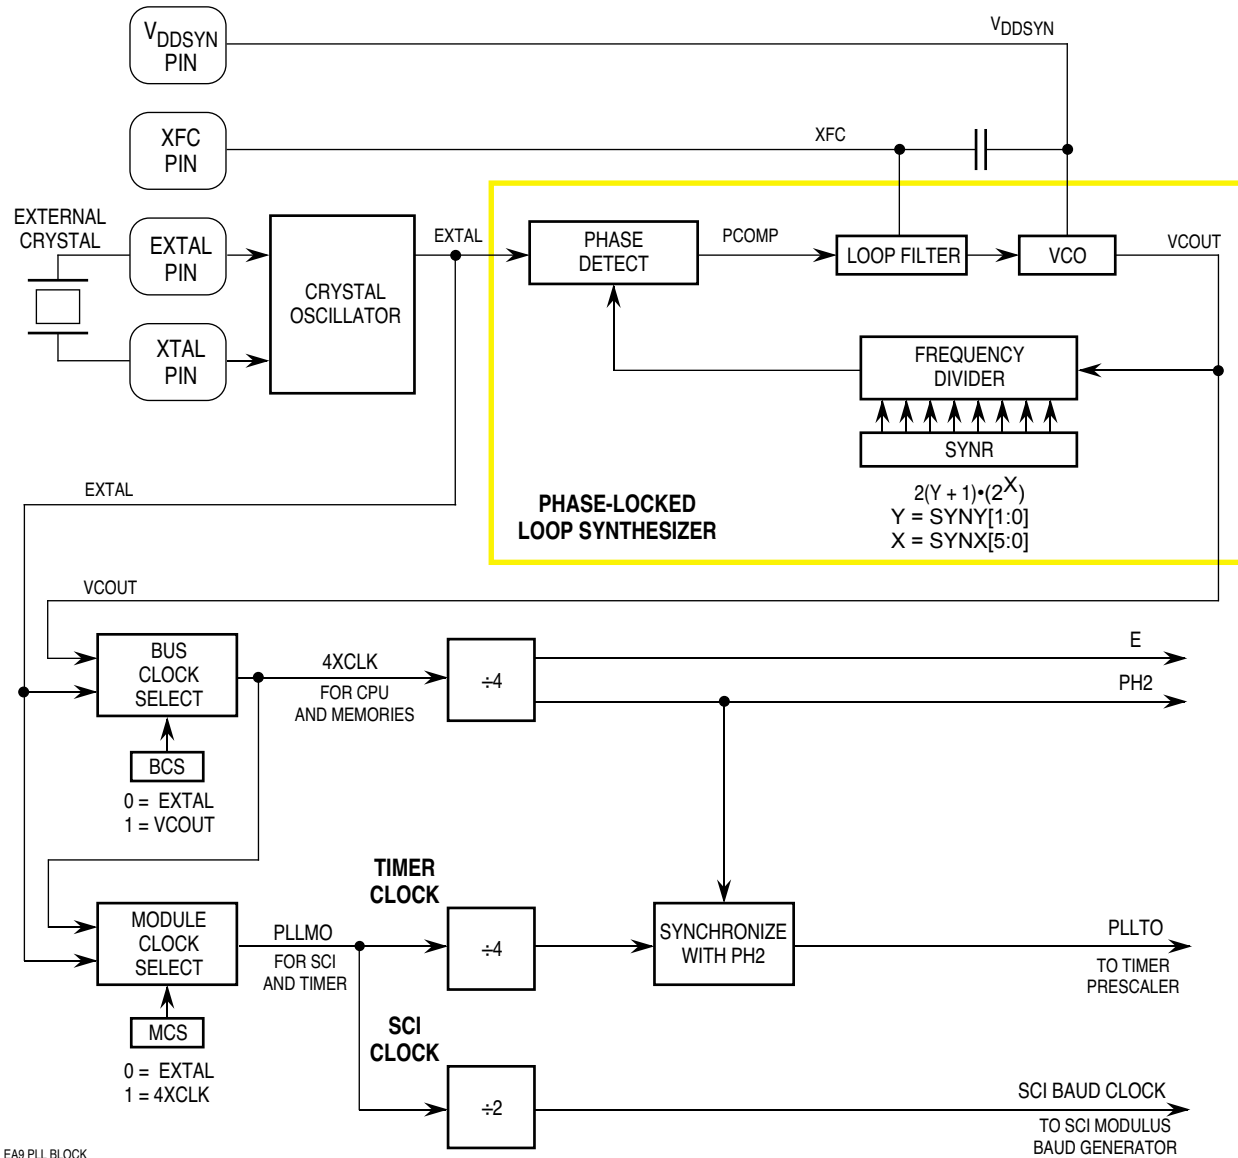 VDDSYN
PIN
VDDSYN
XFC
PIN
XFC
EXTERNAL
CRYSTAL
EXTAL
PIN
XTAL
PIN
CRYSTAL
OSCILLATOR
EXTAL
PHASE
DETECT
PCOMP
LOOP FILTER
VCO
VCOUT
FREQUENCY
DIVIDER
SYNR
2(Y + 1)•(2^X)
Y = SYNY[1:0]
X = SYNX[5:0]
PHASE-LOCKED
LOOP SYNTHESIZER
EXTAL
VCOUT
BUS
CLOCK
SELECT
4XCLK
FOR CPU
AND MEMORIES
÷4
E
PH2
BCS
0 = EXTAL
1 = VCOUT
TIMER
CLOCK
MODULE
CLOCK
SELECT
PLLMO
FOR SCI
AND TIMER
÷4
SYNCHRONIZE
WITH PH2
PLLTO
TO TIMER
PRESCALER
MCS
0 = EXTAL
1 = 4XCLK
SCI
CLOCK
÷2
SCI BAUD CLOCK
TO SCI MODULUS
BAUD GENERATOR
EA9 PLL BLOCK